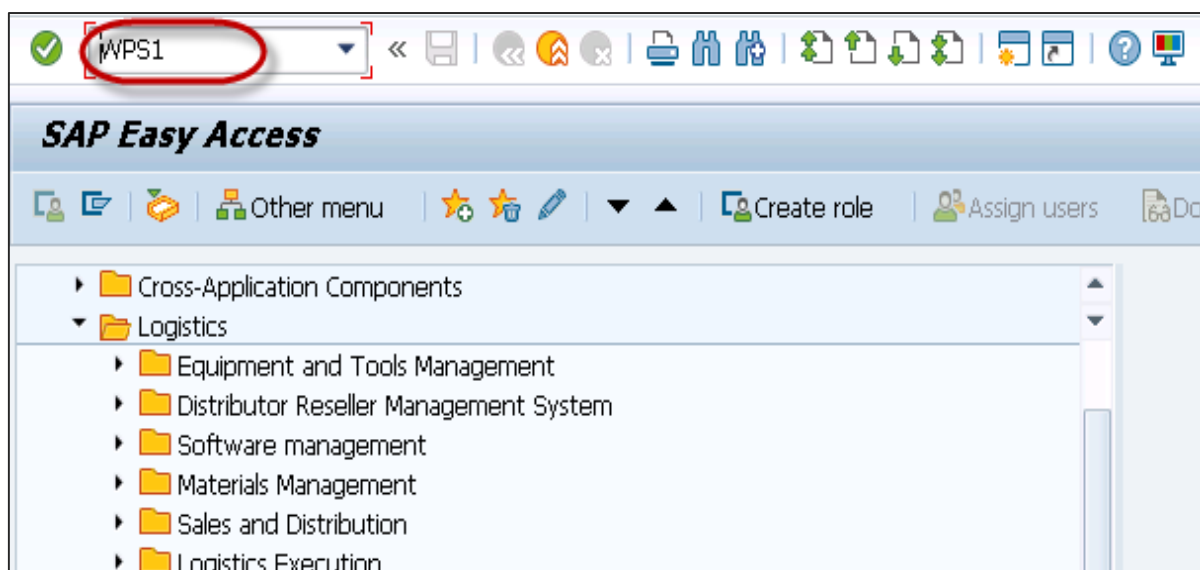 WPS1
SAP Easy Access
Other menu Create role Assign users Do
Cross-Application Components
Logistics
Equipment and Tools Management
Distributor Reseller Management System
Software management
Materials Management
Sales and Distribution
Logistics Execution